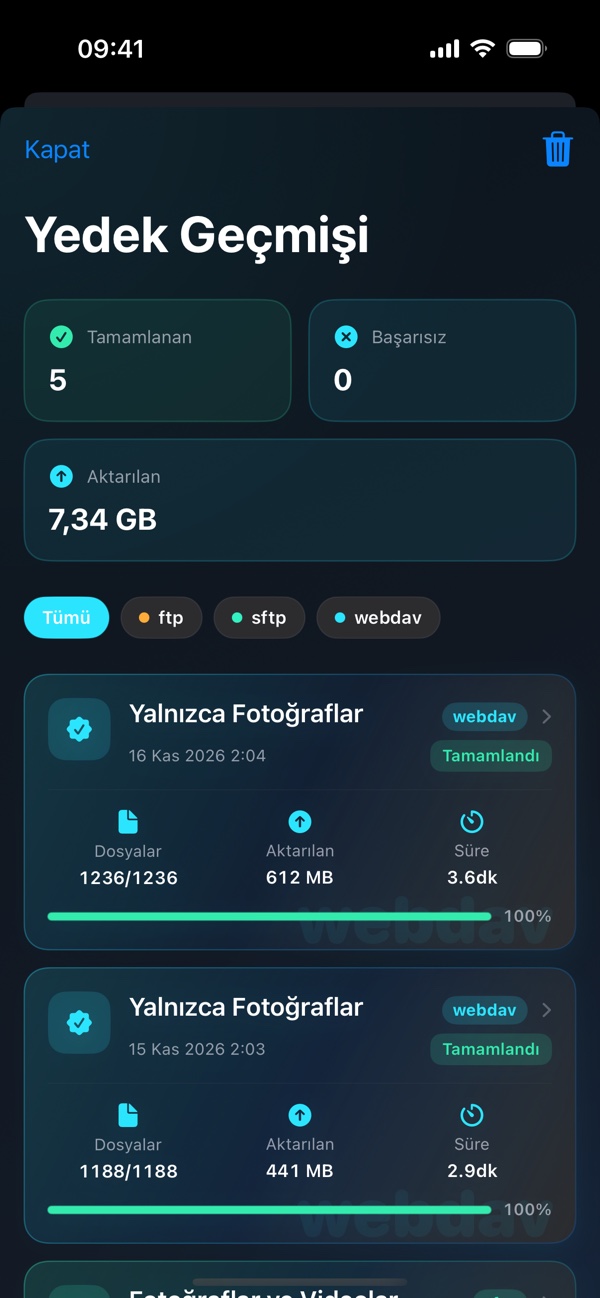 09:41
Kapat
Yedek Geçmişi
Tamamlanan
5
Başarısız
0
Aktarılan
7,34 GB
Tümü
ftp
sftp
webdav
Yalnızca Fotoğraflar
webdav
16 Kas 2026 2:04
Tamamlandı
Dosyalar
Aktarılan
Süre
1236/1236
612 MB
3.6dk
webdav
100%
Yalnızca Fotoğraflar
webdav
15 Kas 2026 2:03
Tamamlandı
Dosyalar
Aktarılan
Süre
1188/1188
441 MB
2.9dk
webdav
100%
Fotoğraflar ve Videolar